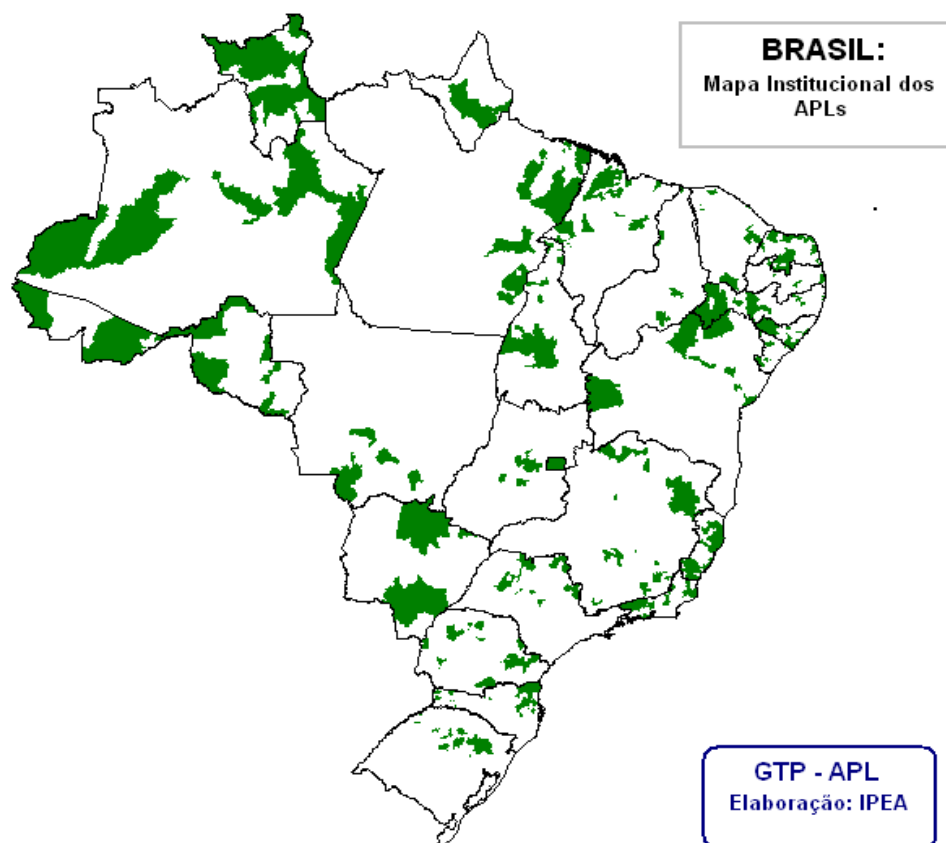 BRASIL:
Mapa Institucional dos
APLs
GTP - APL
Elaboração: IPEA